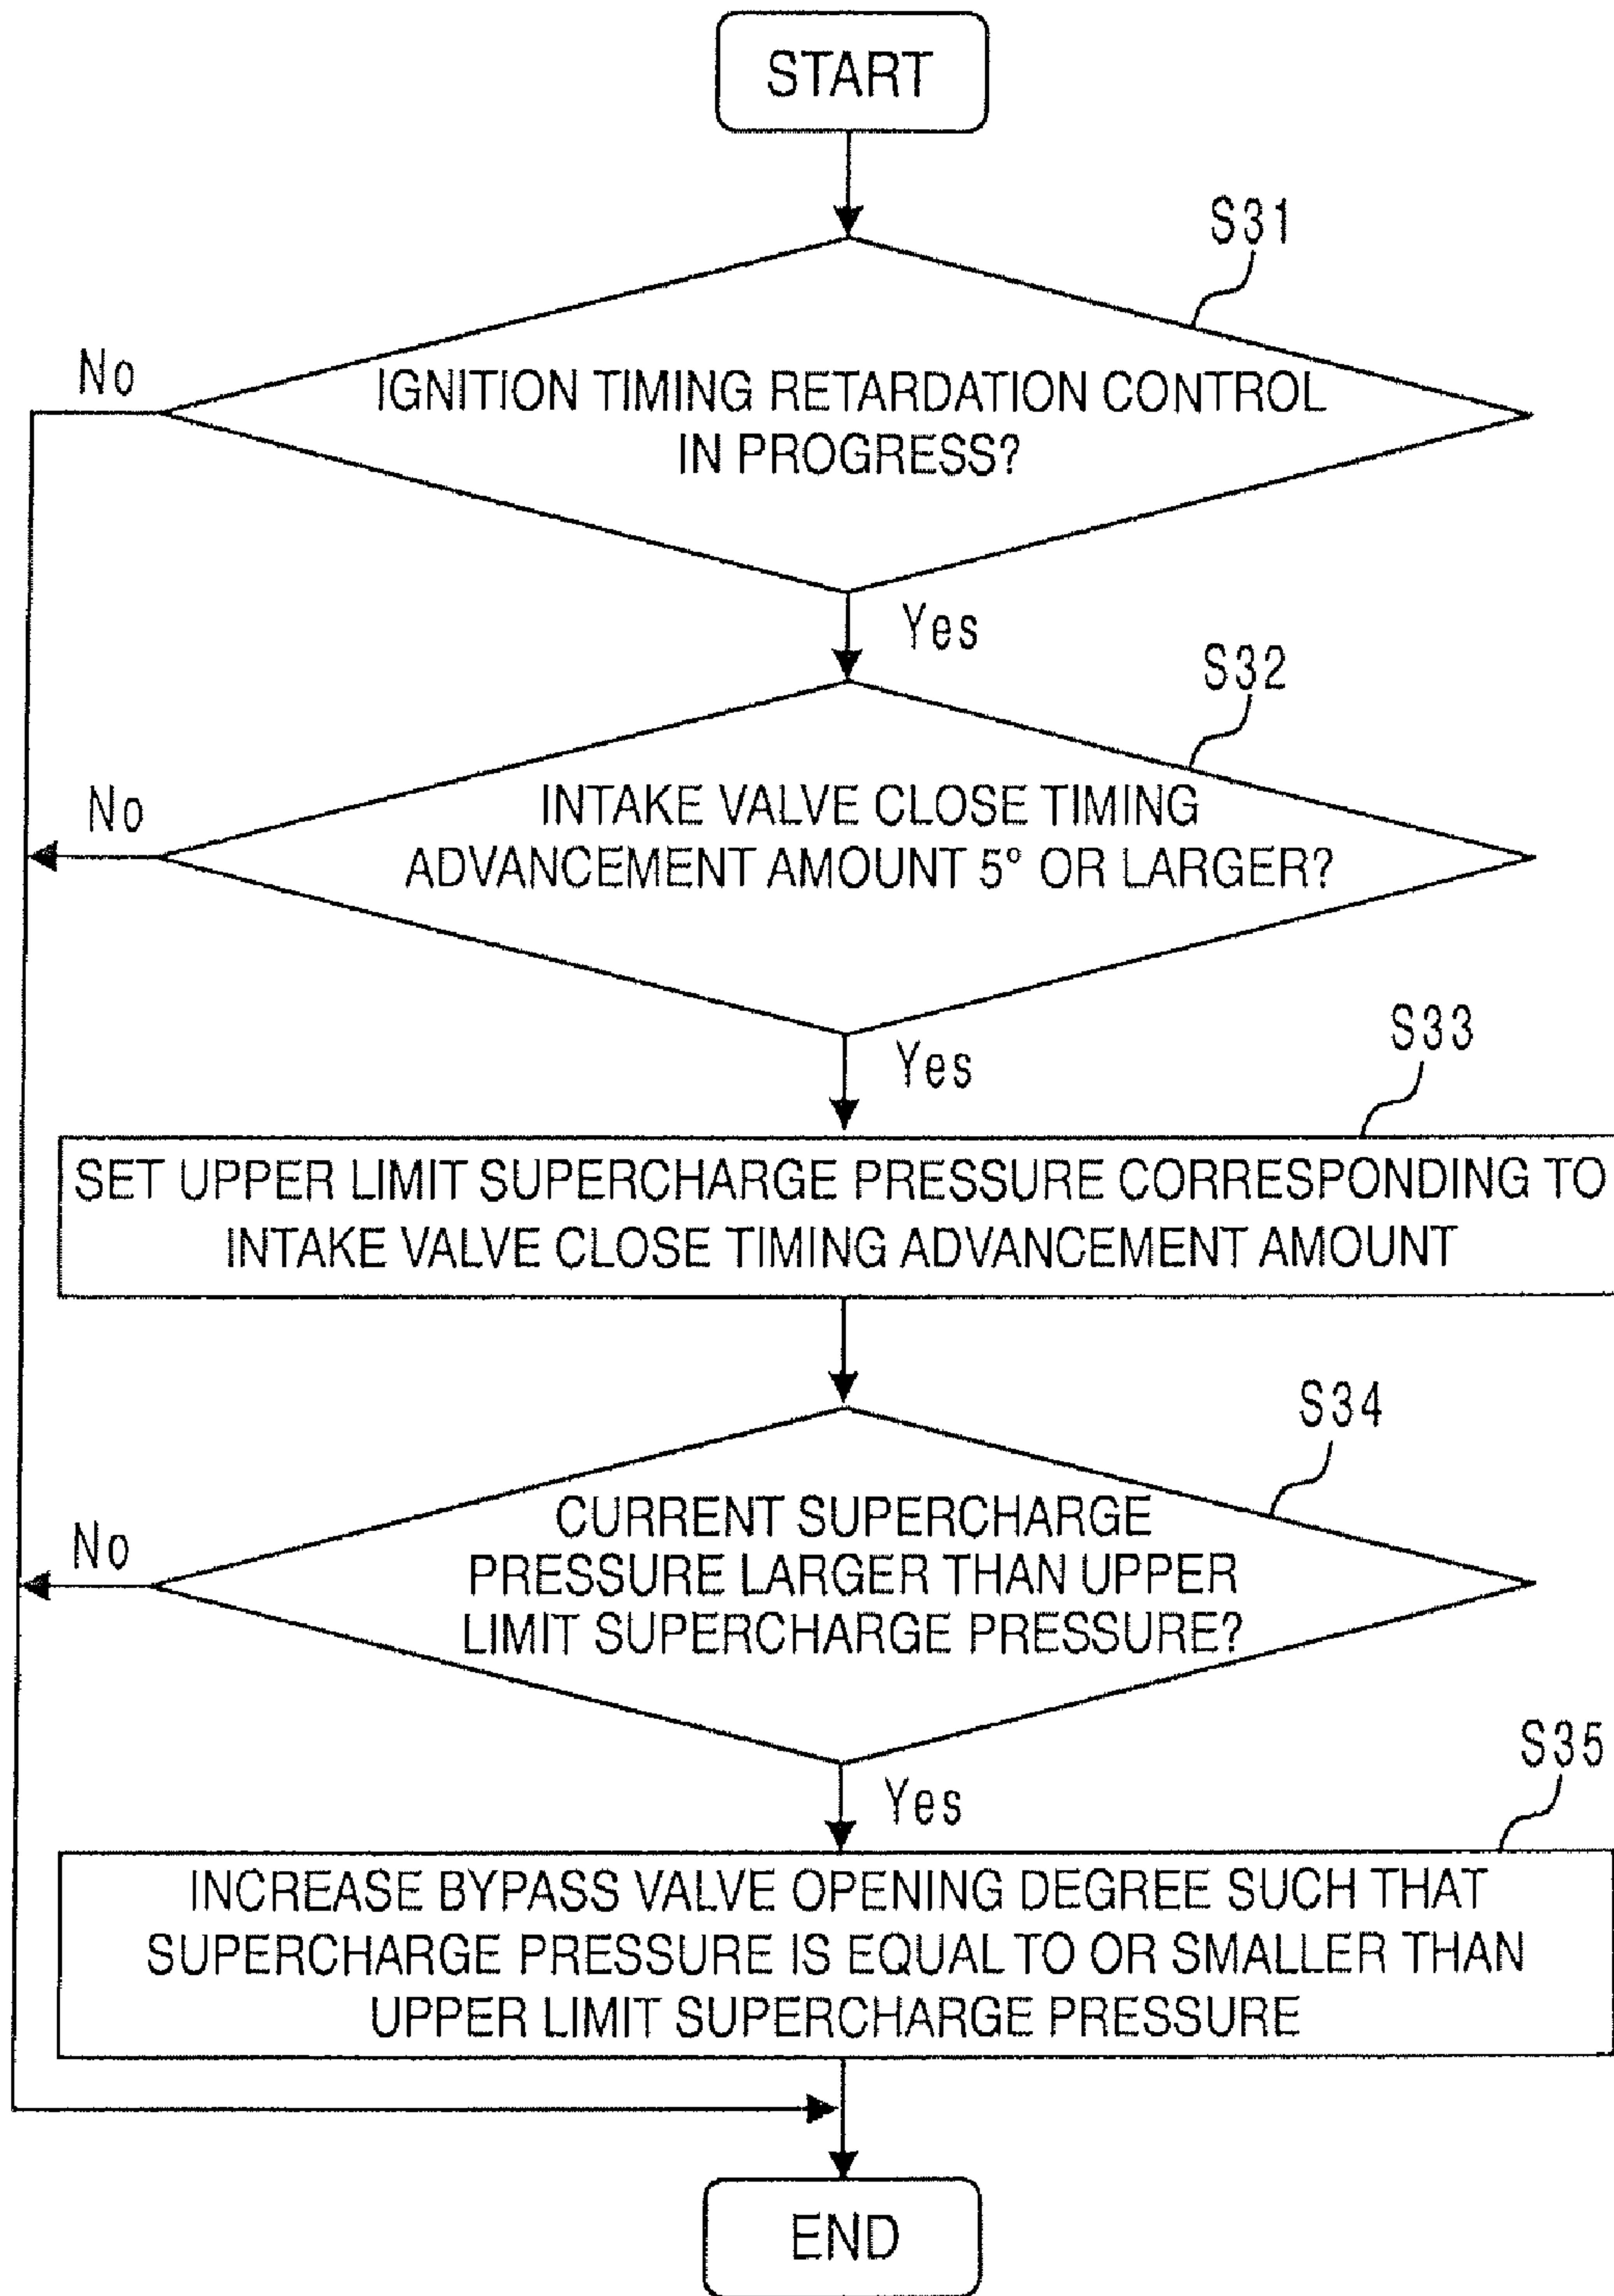 START
S31
No
IGNITION TIMING RETARDATION CONTROL
IN PROGRESS?
Yes
S32
No
INTAKE VALVE CLOSE TIMING
ADVANCEMENT AMOUNT 5º OR LARGER?
Yes
S33
SET UPPER LIMIT SUPERCHARGE PRESSURE CORRESPONDING TO
INTAKE VALVE CLOSE TIMING ADVANCEMENT AMOUNT
S34
No
CURRENT SUPERCHARGE
PRESSURE LARGER THAN UPPER
LIMIT SUPERCHARGE PRESSURE?
Yes
S35
INCREASE BYPASS VALVE OPENING DEGREE SUCH THAT
SUPERCHARGE PRESSURE IS EQUAL TO OR SMALLER THAN
UPPER LIMIT SUPERCHARGE PRESSURE
END